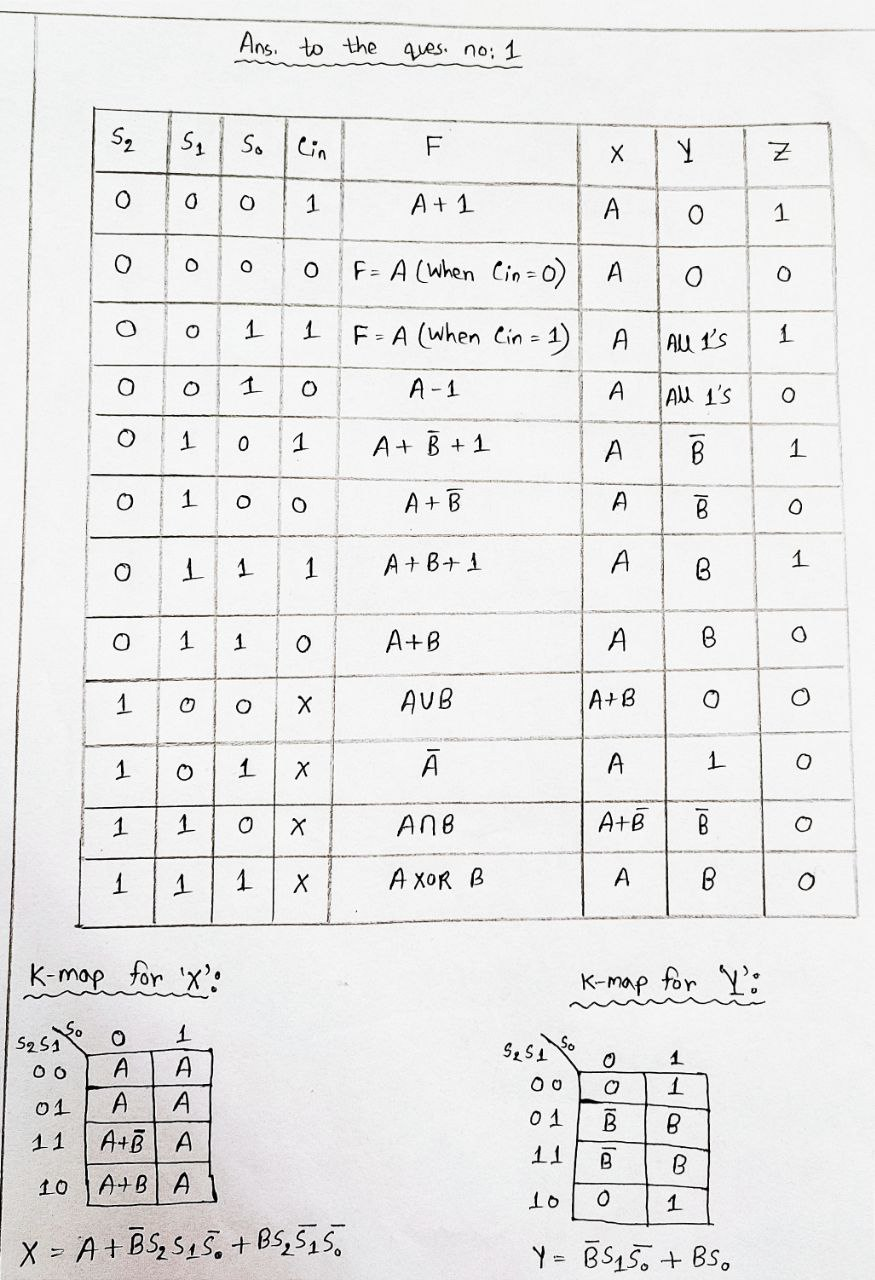 Ans. to the ques. no: 1
S₂ S₁ S₀ Cin F X Y Z
0 0 0 1 A+1 A 0 1
0 0 0 0 F = A (When Cin = 0) A 0 0
0 0 1 1 F = A (When Cin = 1) A All 1's 1
0 0 1 0 A-1 A All 1's 0
0 1 0 1 A + B̅ + 1 A B̅ 1
0 1 0 0 A + B̅ A B̅ 0
0 1 1 1 A+B+1 A B 1
0 1 1 0 A+B A B 0
1 0 0 X A∪B A+B 0 0
1 0 1 X A̅ A 1 0
1 1 0 X A∩B A+B̅ B̅ 0
1 1 1 X A XOR B A B 0
K-map for 'X':
S₂S₁ S₀ 0 1
00 A A
01 A A
11 A+B̅ A
10 A+B A
X = A + B̅S₂S₁S̅₀ + BS₂S̅₁S̅₀
K-map for 'Y':
S₂S₁ S₀ 0 1
00 0 1
01 B̅ B
11 B̅ B
10 0 1
Y = B̅S₁S̅₀ + BS₀